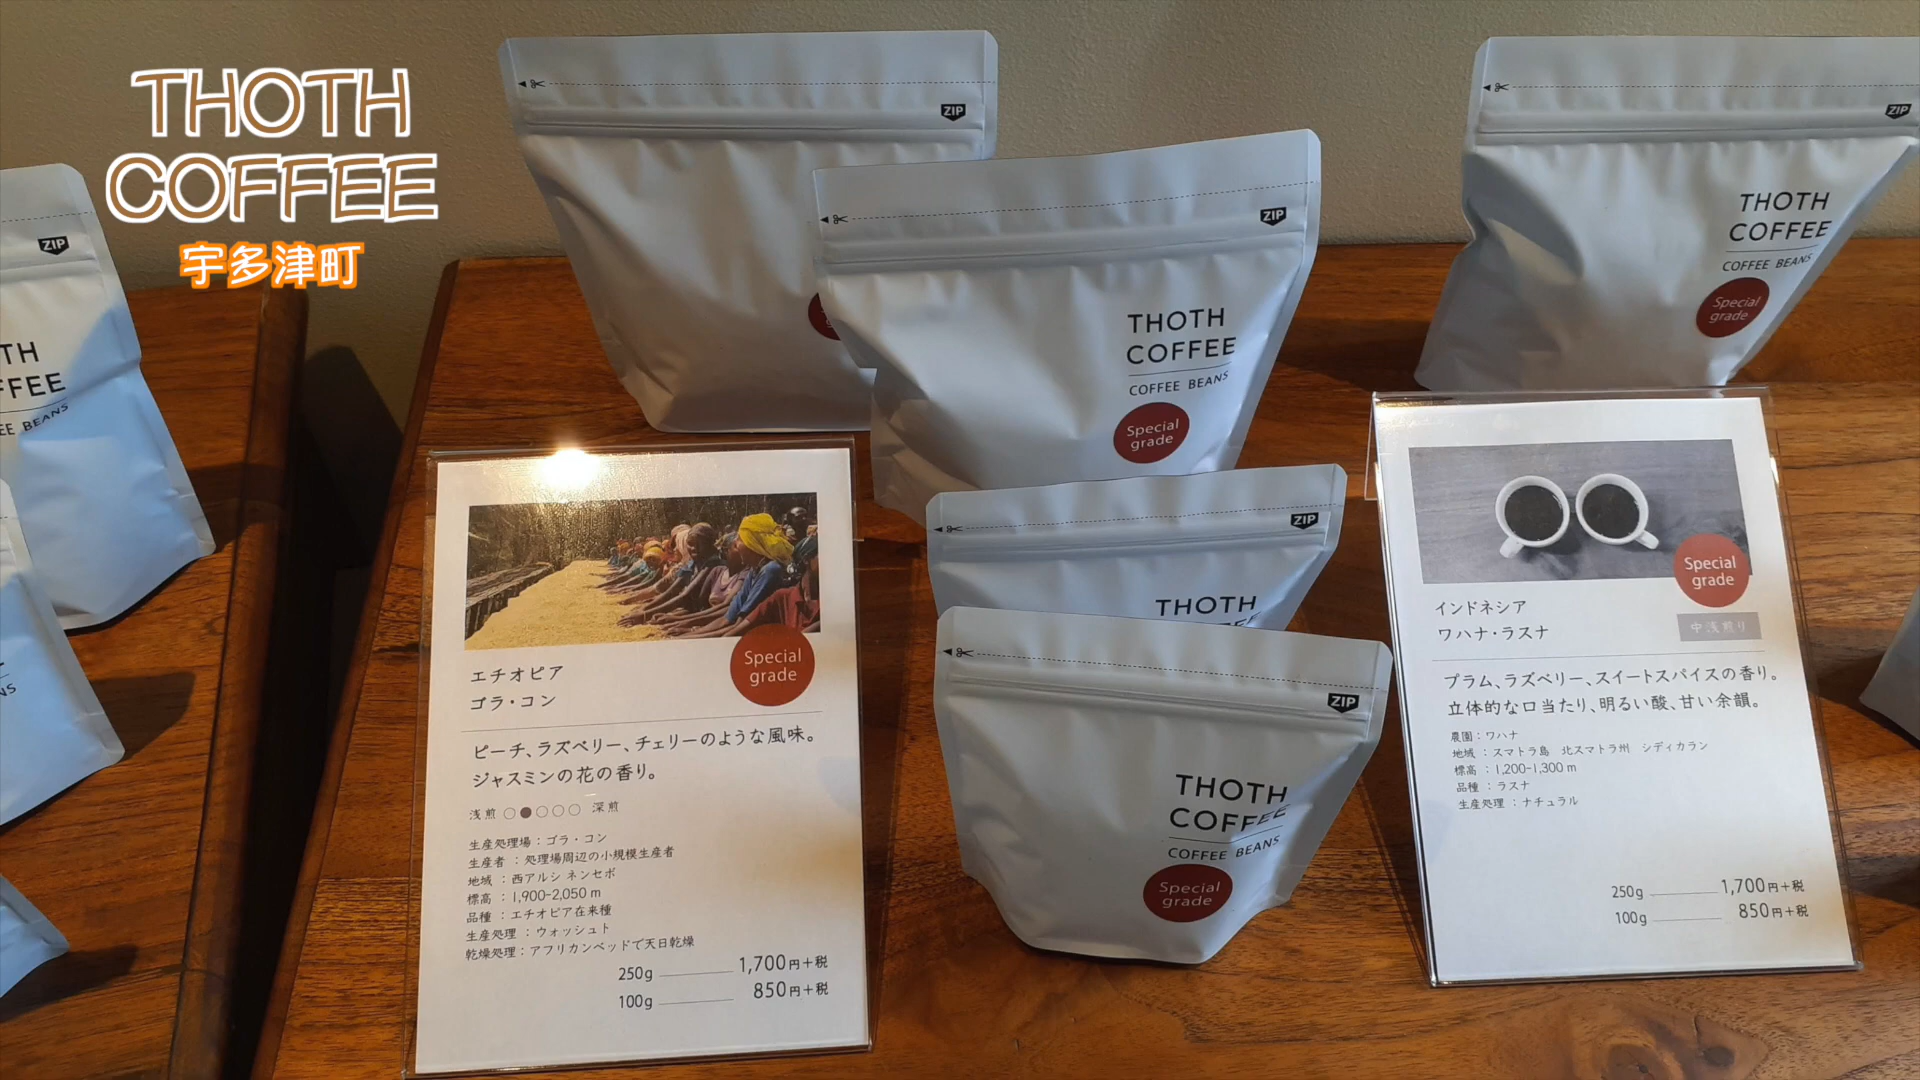 THOTH
COFFEE
宇多津町
ZIP
TH
FFEE
EE BEANS
NS
ZIP
ZIP
THOTH
COFFEE
COFFEE BEANS
Special
grade
ZIP
THOTH
COFFEE
COFFEE BEANS
Special
grade
ZIP
THOTH
ZIP
THOTH
COFFEE
COFFEE BEANS
Special
grade
Special
grade
エチオピア
ゴラ・コン
ピーチ、ラズベリー、チェリーのような風味。
ジャスミンの花の香り。
浅煎 ○●○○○ 深煎
生産処理場：ゴラ・コン
生産者 ：処理場周辺の小規模生産者
地域 ：西アルシ ネンセボ
標高 ：1,900-2,050 m
品種 ：エチオピア在来種
生産処理 ：ウォッシュト
乾燥処理：アフリカンベッドで天日乾燥
250g 1,700円+税
100g 850円+税
Special
grade
インドネシア
ワハナ・ラスナ
中浅煎り
プラム、ラズベリー、スイートスパイスの香り。
立体的な口当たり、明るい酸、甘い余韻。
農園：ワハナ
地域 ：スマトラ島 北スマトラ州 シディカラン
標高 ：1,200-1,300 m
品種 ：ラスナ
生産処理 ：ナチュラル
250g 1,700円+税
100g 850円+税